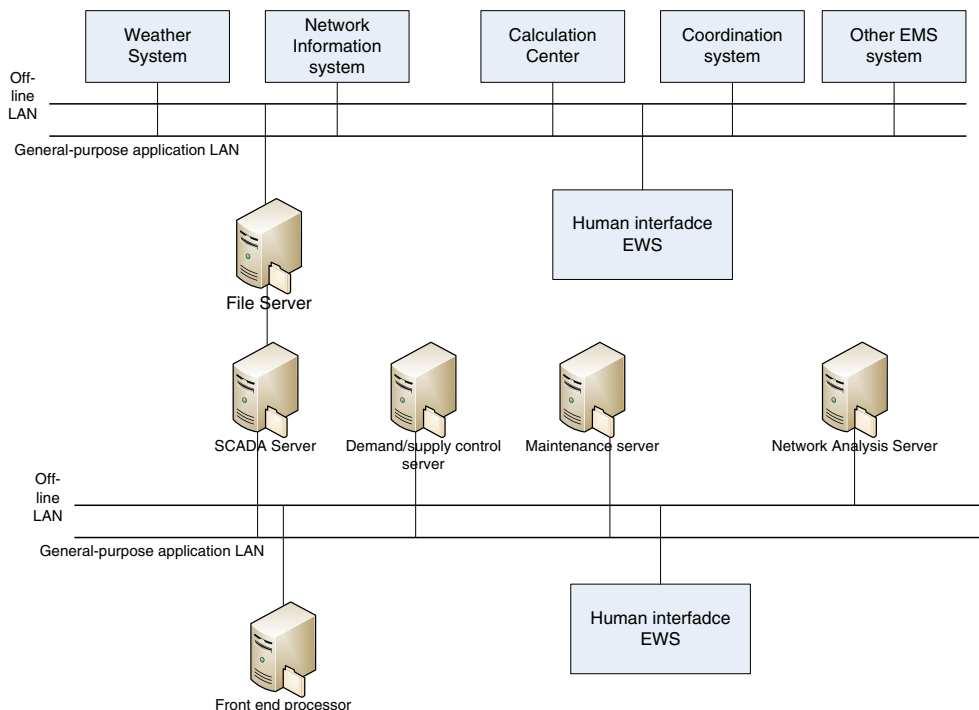 Weather
System
Network
Information
system
Calculation
Center
Coordination
system
Other EMS
system
Off-
line
LAN
General-purpose application LAN
Human interfadce
EWS
File Server
SCADA Server
Demand/supply control
server
Maintenance server
Network Analysis Server
Off-
line
LAN
General-purpose application LAN
Human interfadce
EWS
Front end processor